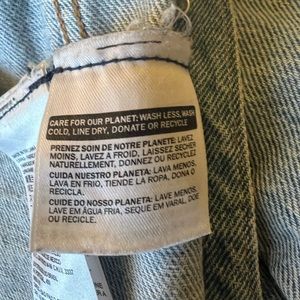 CARE FOR OUR PLANET: WASH LESS, WASH
COLD, LINE DRY, DONATE OR RECYCLE
PRENEZ SOIN DE NOTRE PLANÈTE: LAVEZ
MOINS, LAVEZ A FROID, LAISSEZ SÉCHER
NATURELLEMENT, DONNEZ OU RECYCLEZ.
CUIDA NUESTRO PLANETA: LAVA MENOS,
LAVA EN FRIO, TIENDE LA ROPA, DONA O
RECICLA.
CUIDE DO NOSSO PLANETA: LAVE MENOS,
LAVE EM ÁGUA FRIA, SEQUE EM VARAL, DOE
OU RECICLE.